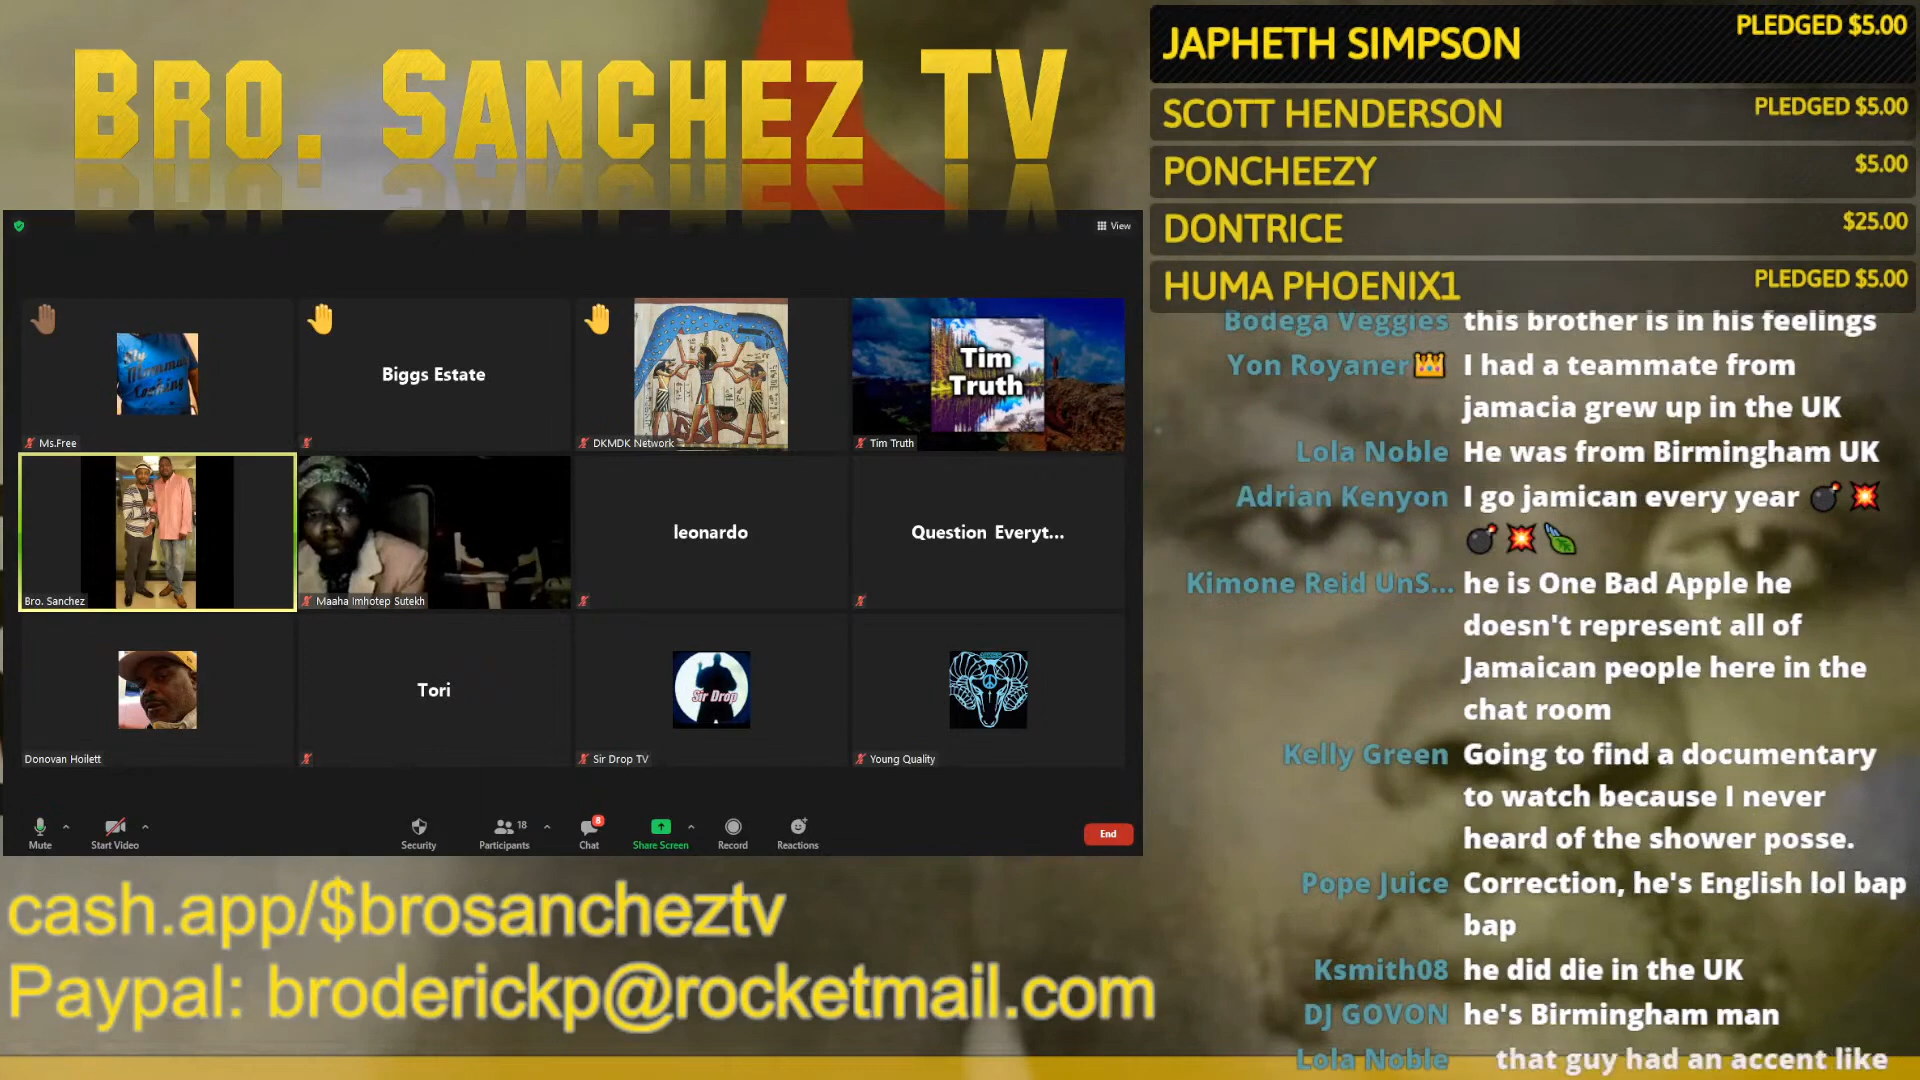 BRO. SANCHEZ TV
JAPHETH SIMPSON PLEDGED $5.00
SCOTT HENDERSON PLEDGED $5.00
PONCHEEZY $5.00
DONTRICE $25.00
HUMA PHOENIX1 PLEDGED $5.00
View
Ms.Free
Biggs Estate
DKMDK Network
Tim
Truth
Tim Truth
Bro. Sanchez
Maaha Imhotep Sutekh
leonardo
Question Everyt...
Donovan Hoilett
Tori
Sir Drop
Sir Drop TV
Young Quality
My
Mommas
Cooking
Mute
Start Video
Security
18
Participants
8
Chat
Share Screen
Record
Reactions
End
cash.app/$brosancheztv
Paypal: broderickp@rocketmail.com
Bodega Veggies this brother is in his feelings
Yon Royaner👑 I had a teammate from
jamacia grew up in the UK
Lola Noble He was from Birmingham UK
Adrian Kenyon I go jamican every year 💣 💥
💣 💥 🍃
Kimone Reid UnS... he is One Bad Apple he
doesn't represent all of
Jamaican people here in the
chat room
Kelly Green Going to find a documentary
to watch because I never
heard of the shower posse.
Pope Juice Correction, he's English lol bap
bap
Ksmith08 he did die in the UK
DJ GOVON he's Birmingham man
Lola Noble that guy had an accent like